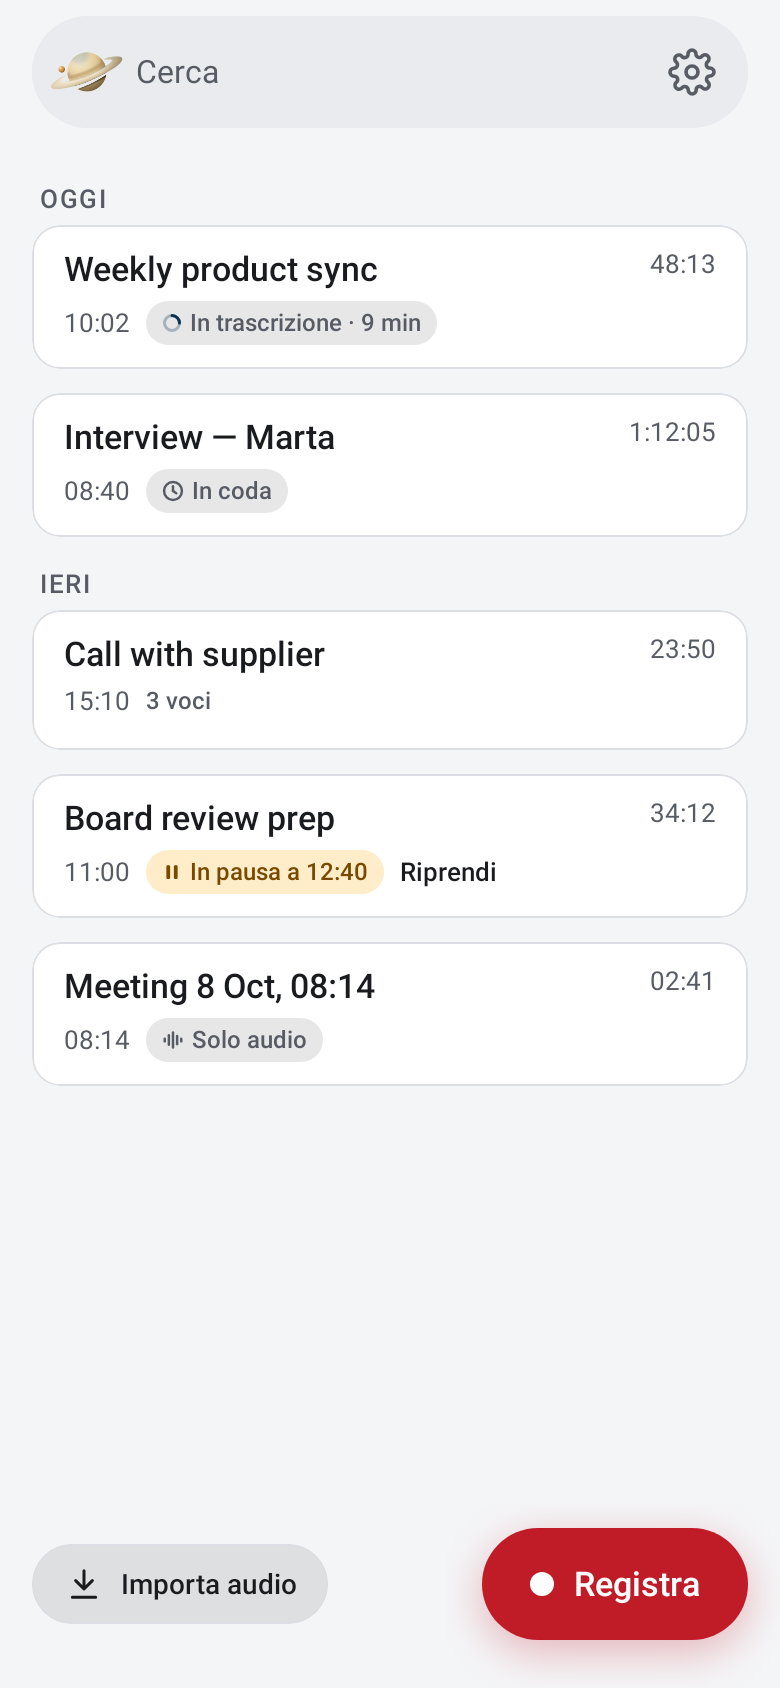 Cerca
OGGI
Weekly product sync
48:13
10:02 In trascrizione · 9 min
Interview — Marta
1:12:05
08:40 In coda
IERI
Call with supplier
23:50
15:10 3 voci
Board review prep
34:12
11:00 In pausa a 12:40 Riprendi
Meeting 8 Oct, 08:14
02:41
08:14 Solo audio
Importa audio
Registra